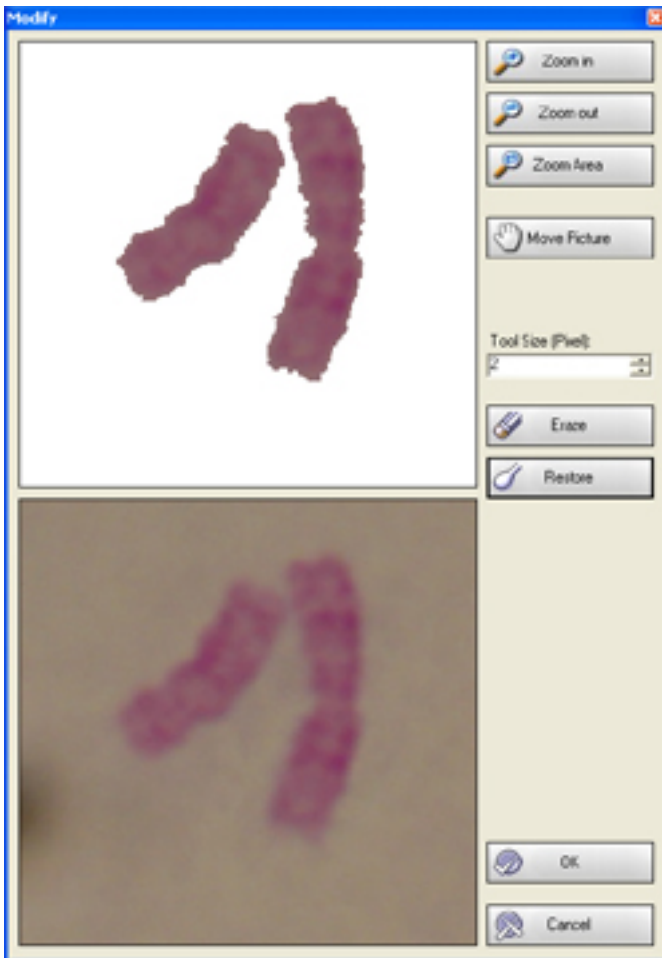 Modify
Zoom in
Zoom out
Zoom Area
Move Picture
Tool Size (Pixel):
2
Erase
Restore
OK
Cancel